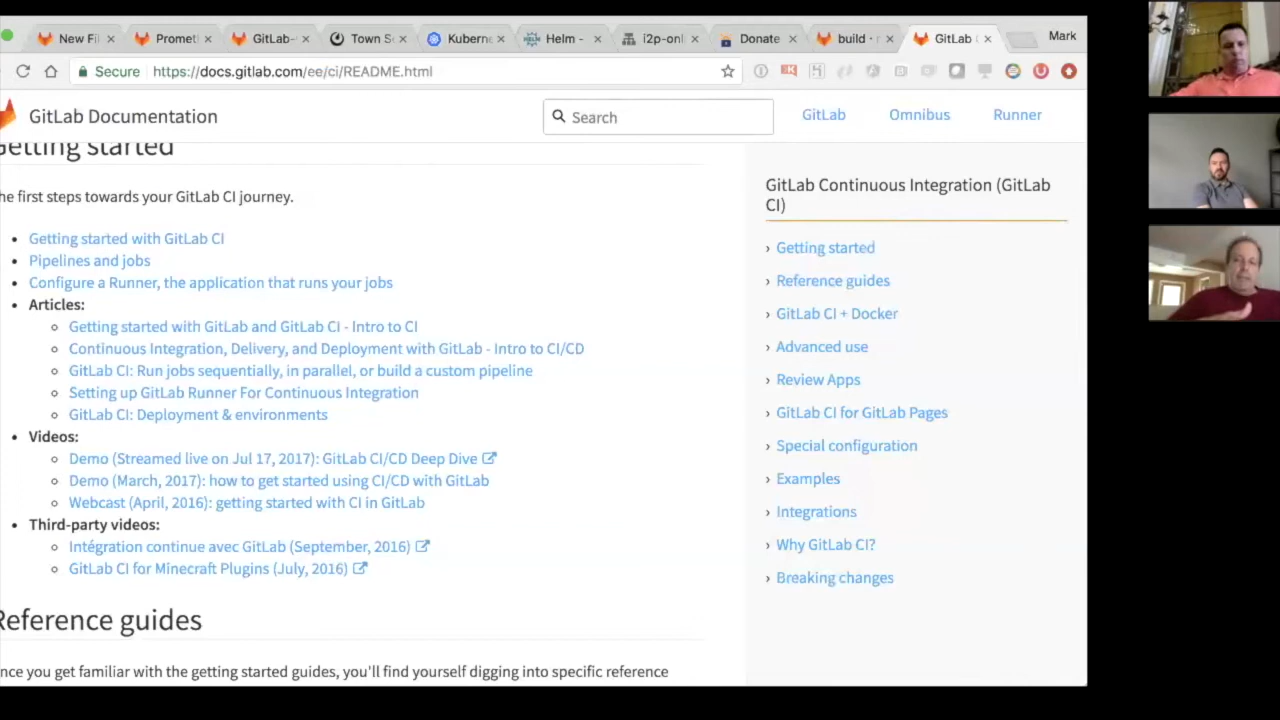 New Fi
Promet
GitLab-
Town S
Kuberne
Helm -
i2p-onl
Donate
build · r
GitLab
Mark
Secure https://docs.gitlab.com/ee/ci/README.html
GitLab Documentation
Search
GitLab
Omnibus
Runner
Getting started
he first steps towards your GitLab CI journey.
Getting started with GitLab CI
Pipelines and jobs
Configure a Runner, the application that runs your jobs
Articles:
Getting started with GitLab and GitLab CI - Intro to CI
Continuous Integration, Delivery, and Deployment with GitLab - Intro to CI/CD
GitLab CI: Run jobs sequentially, in parallel, or build a custom pipeline
Setting up GitLab Runner For Continuous Integration
GitLab CI: Deployment & environments
Videos:
Demo (Streamed live on Jul 17, 2017): GitLab CI/CD Deep Dive
Demo (March, 2017): how to get started using CI/CD with GitLab
Webcast (April, 2016): getting started with CI in GitLab
Third-party videos:
Intégration continue avec GitLab (September, 2016)
GitLab CI for Minecraft Plugins (July, 2016)
Reference guides
nce you get familiar with the getting started guides, you'll find yourself digging into specific reference
GitLab Continuous Integration (GitLab
CI)
› Getting started
› Reference guides
› GitLab CI + Docker
› Advanced use
› Review Apps
› GitLab CI for GitLab Pages
› Special configuration
› Examples
› Integrations
› Why GitLab CI?
› Breaking changes